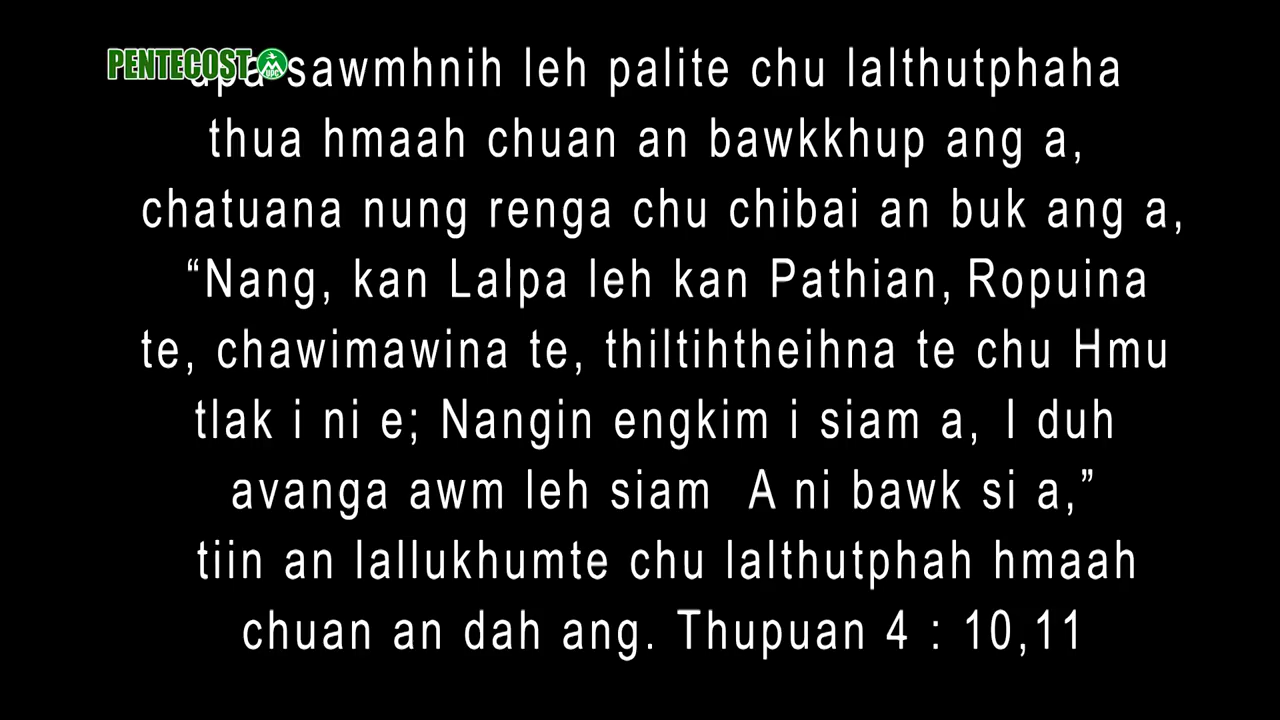 PENTECOST
upa sawmhnih leh palite chu lalthutphaha
thua hmaah chuan an bawkkhup ang a,
chatuana nung renga chu chibai an buk ang a,
“Nang, kan Lalpa leh kan Pathian, Ropuina
te, chawimawina te, thiltihtheihna te chu Hmu
tlak i ni e; Nangin engkim i siam a, I duh
avanga awm leh siam A ni bawk si a,”
tiin an lallukhumte chu lalthutphah hmaah
chuan an dah ang. Thupuan 4 : 10,11